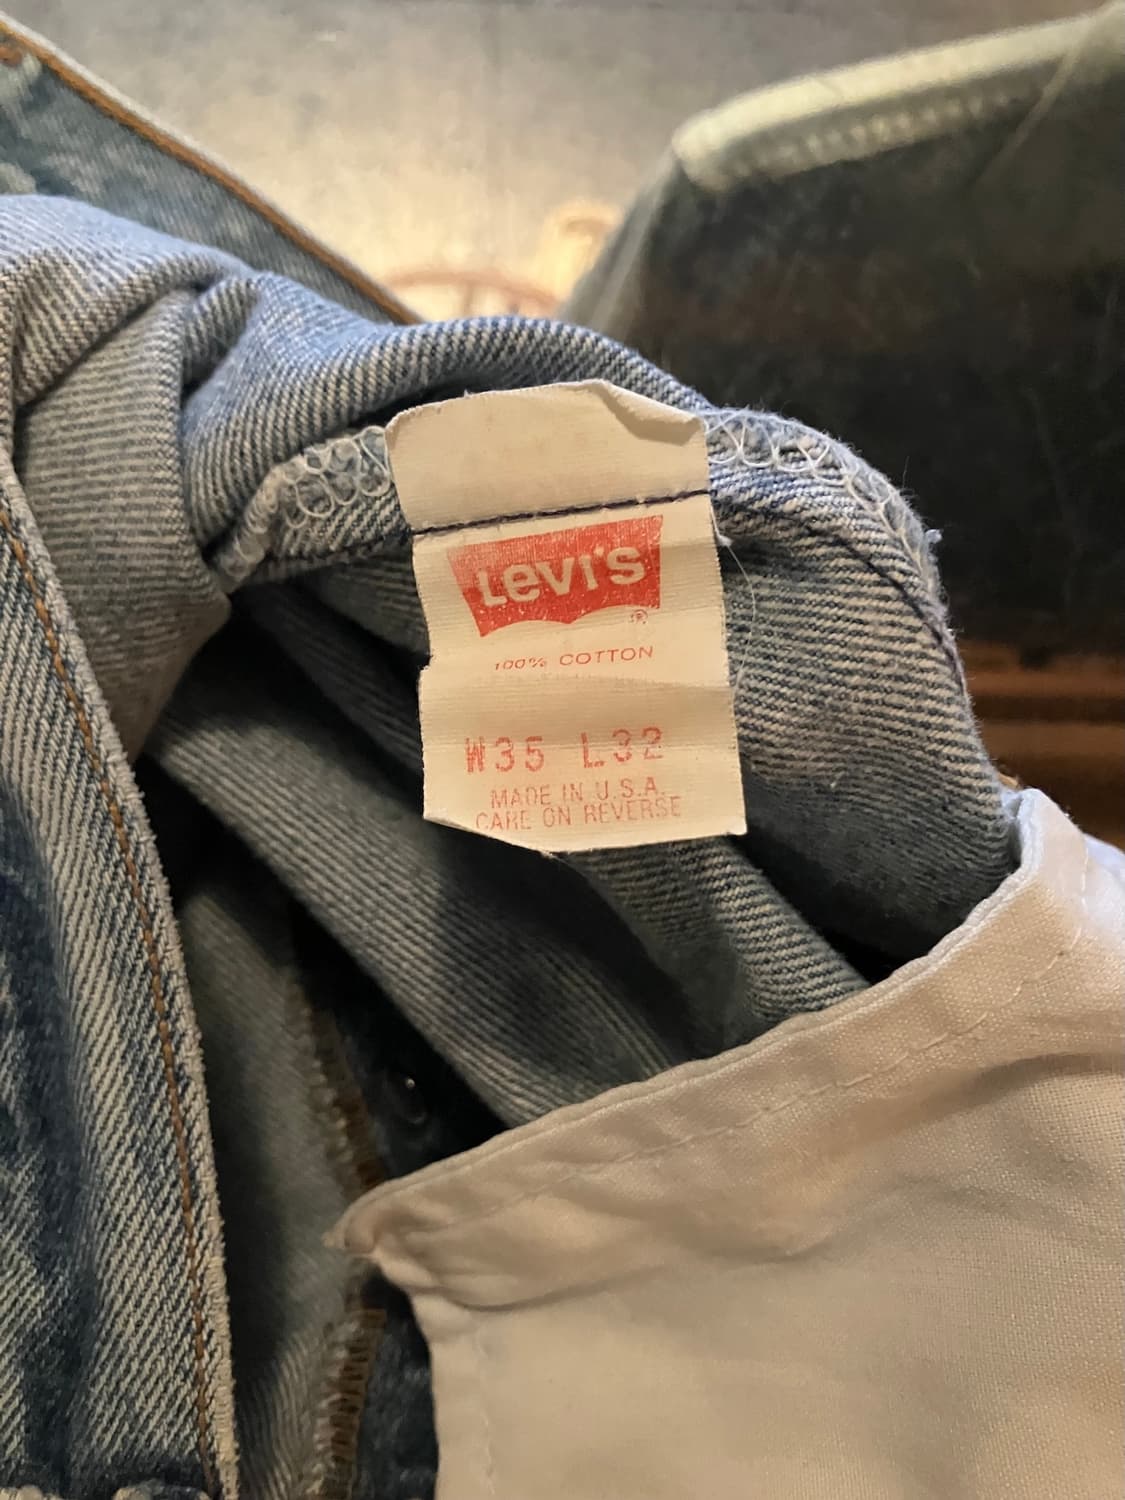 Levi's
®
100% COTTON
W35 L32
MADE IN U.S.A.
CARE ON REVERSE